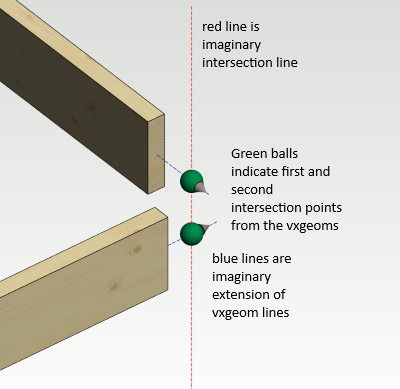 red line is
imaginary
intersection line
Green balls
indicate first and
second
intersection points
from the vxgeoms
blue lines are
imaginary
extension of
vxgeom lines